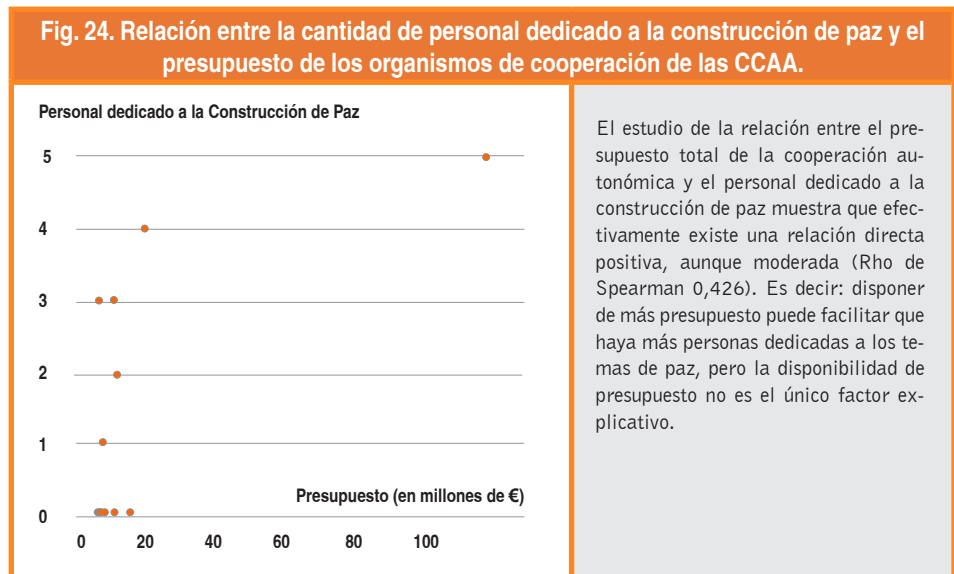 Fig. 24. Relación entre la cantidad de personal dedicado a la construcción de paz y el
presupuesto de los organismos de cooperación de las CCAA.
Personal dedicado a la Construcción de Paz
5
4
3
2
1
Presupuesto (en millones de €)
0
0 20 40 60 80 100
El estudio de la relación entre el pre-
supuesto total de la cooperación au-
tonómica y el personal dedicado a la
construcción de paz muestra que efec-
tivamente existe una relación directa
positiva, aunque moderada (Rho de
Spearman 0,426). Es decir: disponer
de más presupuesto puede facilitar que
haya más personas dedicadas a los te-
mas de paz, pero la disponibilidad de
presupuesto no es el único factor ex-
plicativo.